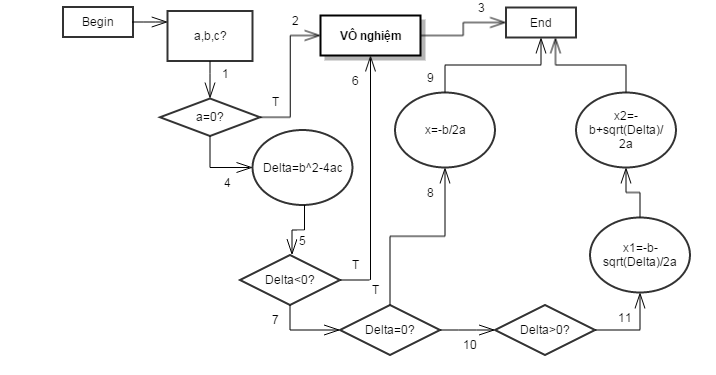 Begin
a,b,c?
2
VÔ nghiệm
3
End
1
T
a=0?
6
9
4
Delta=b^2-4ac
x=-b/2a
x2=-
b+sqrt(Delta)/
2a
8
5
T
Delta<0?
T
x1=-b-
sqrt(Delta)/2a
7
Delta=0?
10
Delta>0?
11